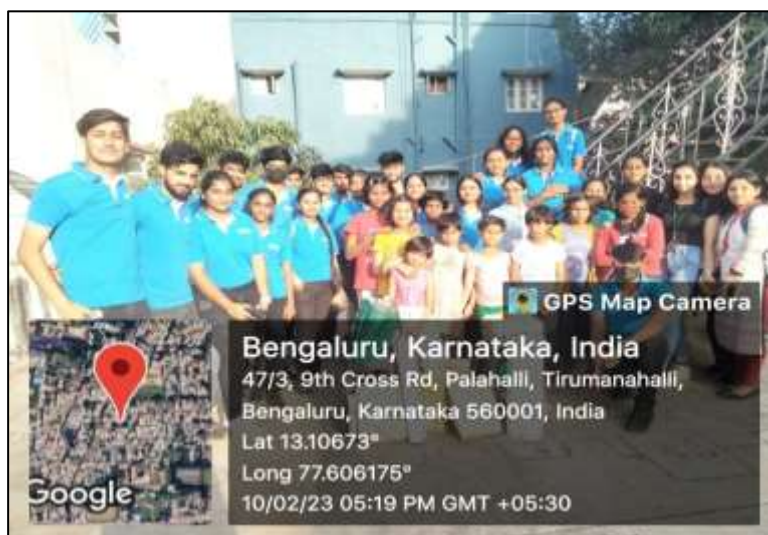 GPS Map Camera
Bengaluru, Karnataka, India
47/3, 9th Cross Rd, Palahalli, Tirumanahalli,
Bengaluru, Karnataka 560001, India
Lat 13.10673°
Long 77.606175°
10/02/23 05:19 PM GMT +05:30
Google